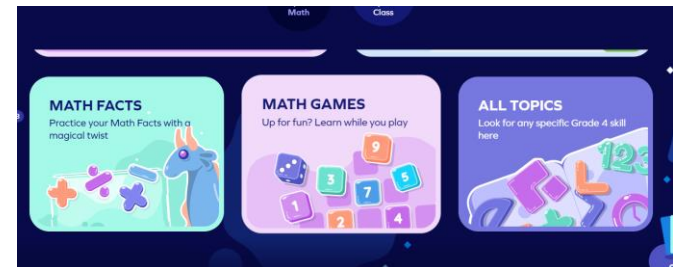 Math
Class
MATH FACTS
Practice your Math Facts with a
magical twist
MATH GAMES
Up for fun? Learn while you play
9
3
5
7
1
2
4
ALL TOPICS
Look for any specific Grade 4 skill
here
123